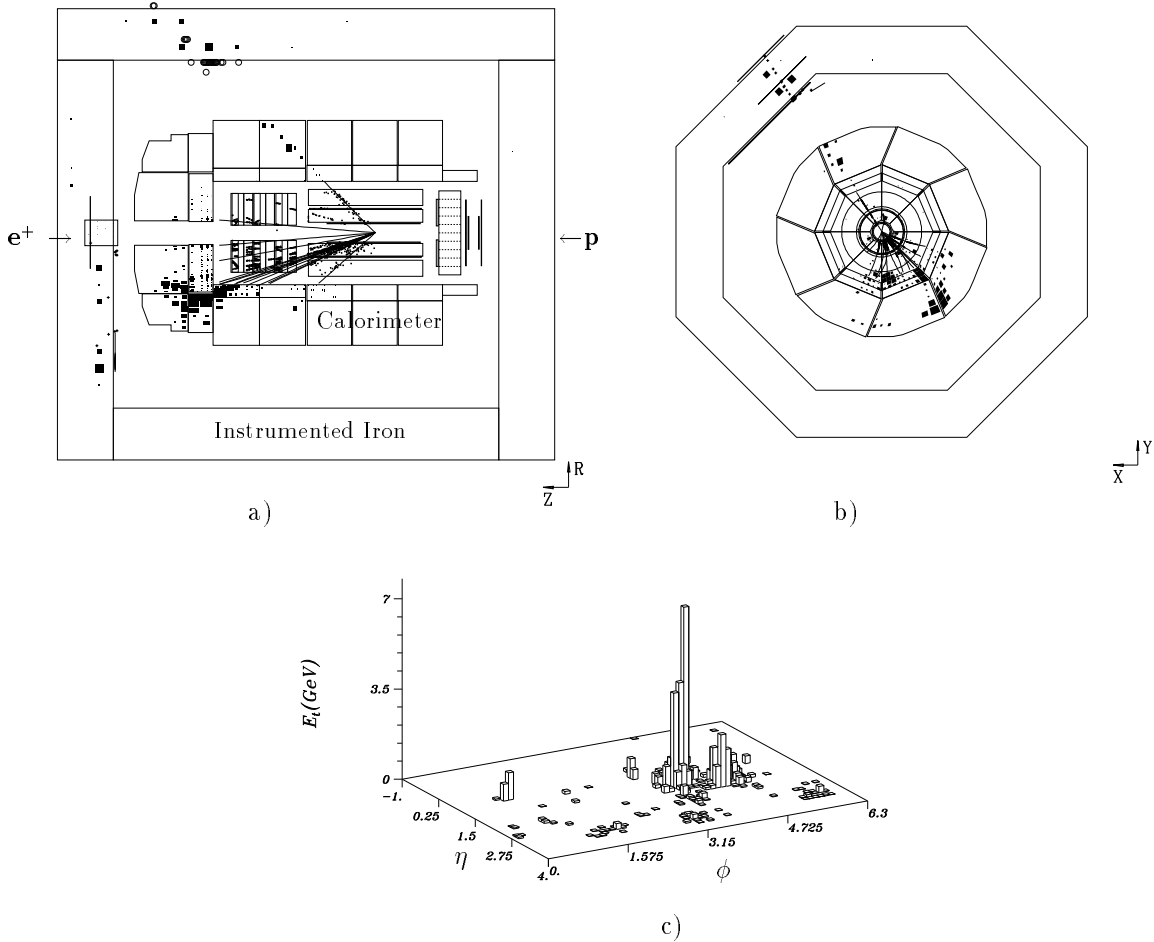 e+
p
Calorimeter
Instrumented Iron
R
Z
a)
Y
X
b)
7
3.5
0
Et(GeV)
-1.
0.25
1.5
2.75
4.
η
0.
1.575
3.15
4.725
6.3
ϕ
c)